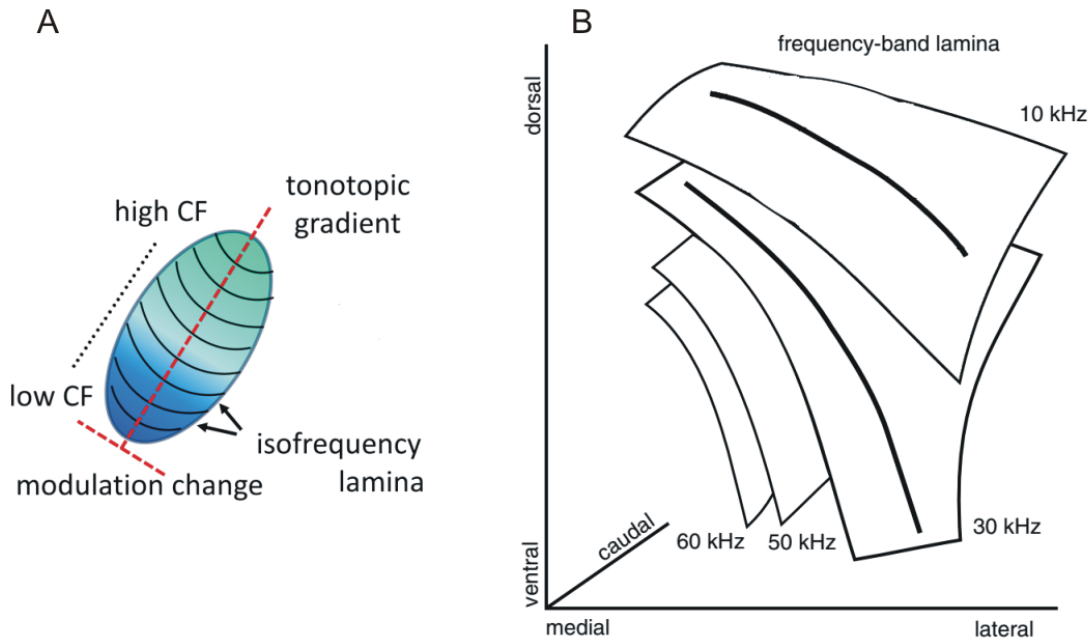 A
tonotopic
gradient
high CF
low CF
isofrequency
lamina
modulation change
B
frequency-band lamina
dorsal
10 kHz
caudal
60 kHz
50 kHz
30 kHz
ventral
medial
lateral